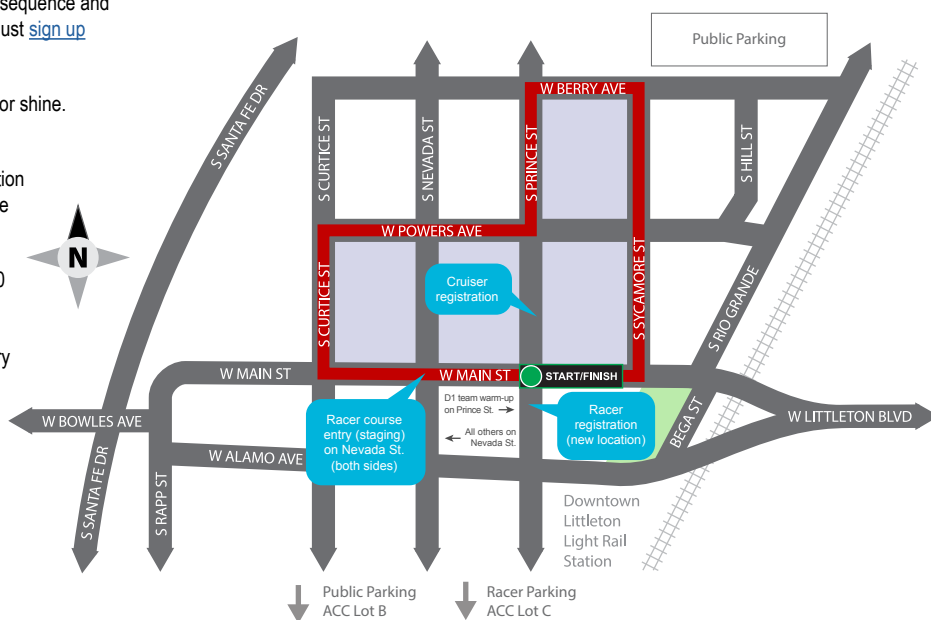 sequence and
ust sign up
or shine.
tion
e
0
ry
Public Parking
S SANTA FE DR
S CURTICE ST
S NEVADA ST
S PRINCE ST
W BERRY AVE
S HILL ST
W POWERS AVE
N
S CURTICE ST
Cruiser
registration
S SYCAMORE ST
S RIO GRANDE
W MAIN ST
W MAIN ST
START/FINISH
D1 team warm-up
on Prince St.
All others on
Nevada St.
Racer course
entry (staging)
on Nevada St.
(both sides)
Racer
registration
(new location)
BEGA ST
W LITTLETON BLVD
W BOWLES AVE
W ALAMO AVE
S SANTA FE DR
S RAPP ST
Downtown
Littleton
Light Rail
Station
Public Parking
ACC Lot B
Racer Parking
ACC Lot C